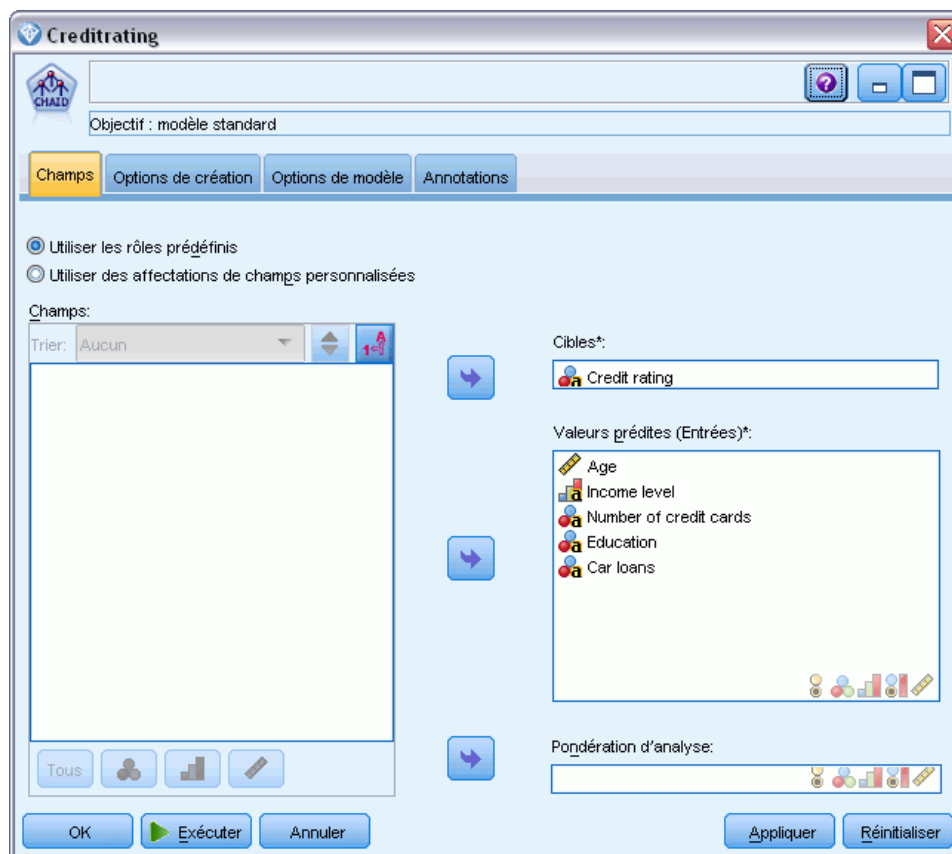 Creditrating
CHAID
Objectif : modèle standard
Champs
Options de création
Options de modèle
Annotations
Utiliser les rôles prédéfinis
Utiliser des affectations de champs personnalisées
Champs:
Trier: Aucun
Cibles*:
Credit rating
Valeurs prédites (Entrées)*:
Age
Income level
Number of credit cards
Education
Car loans
Pondération d'analyse:
Tous
OK
Exécuter
Annuler
Appliquer
Réinitialiser